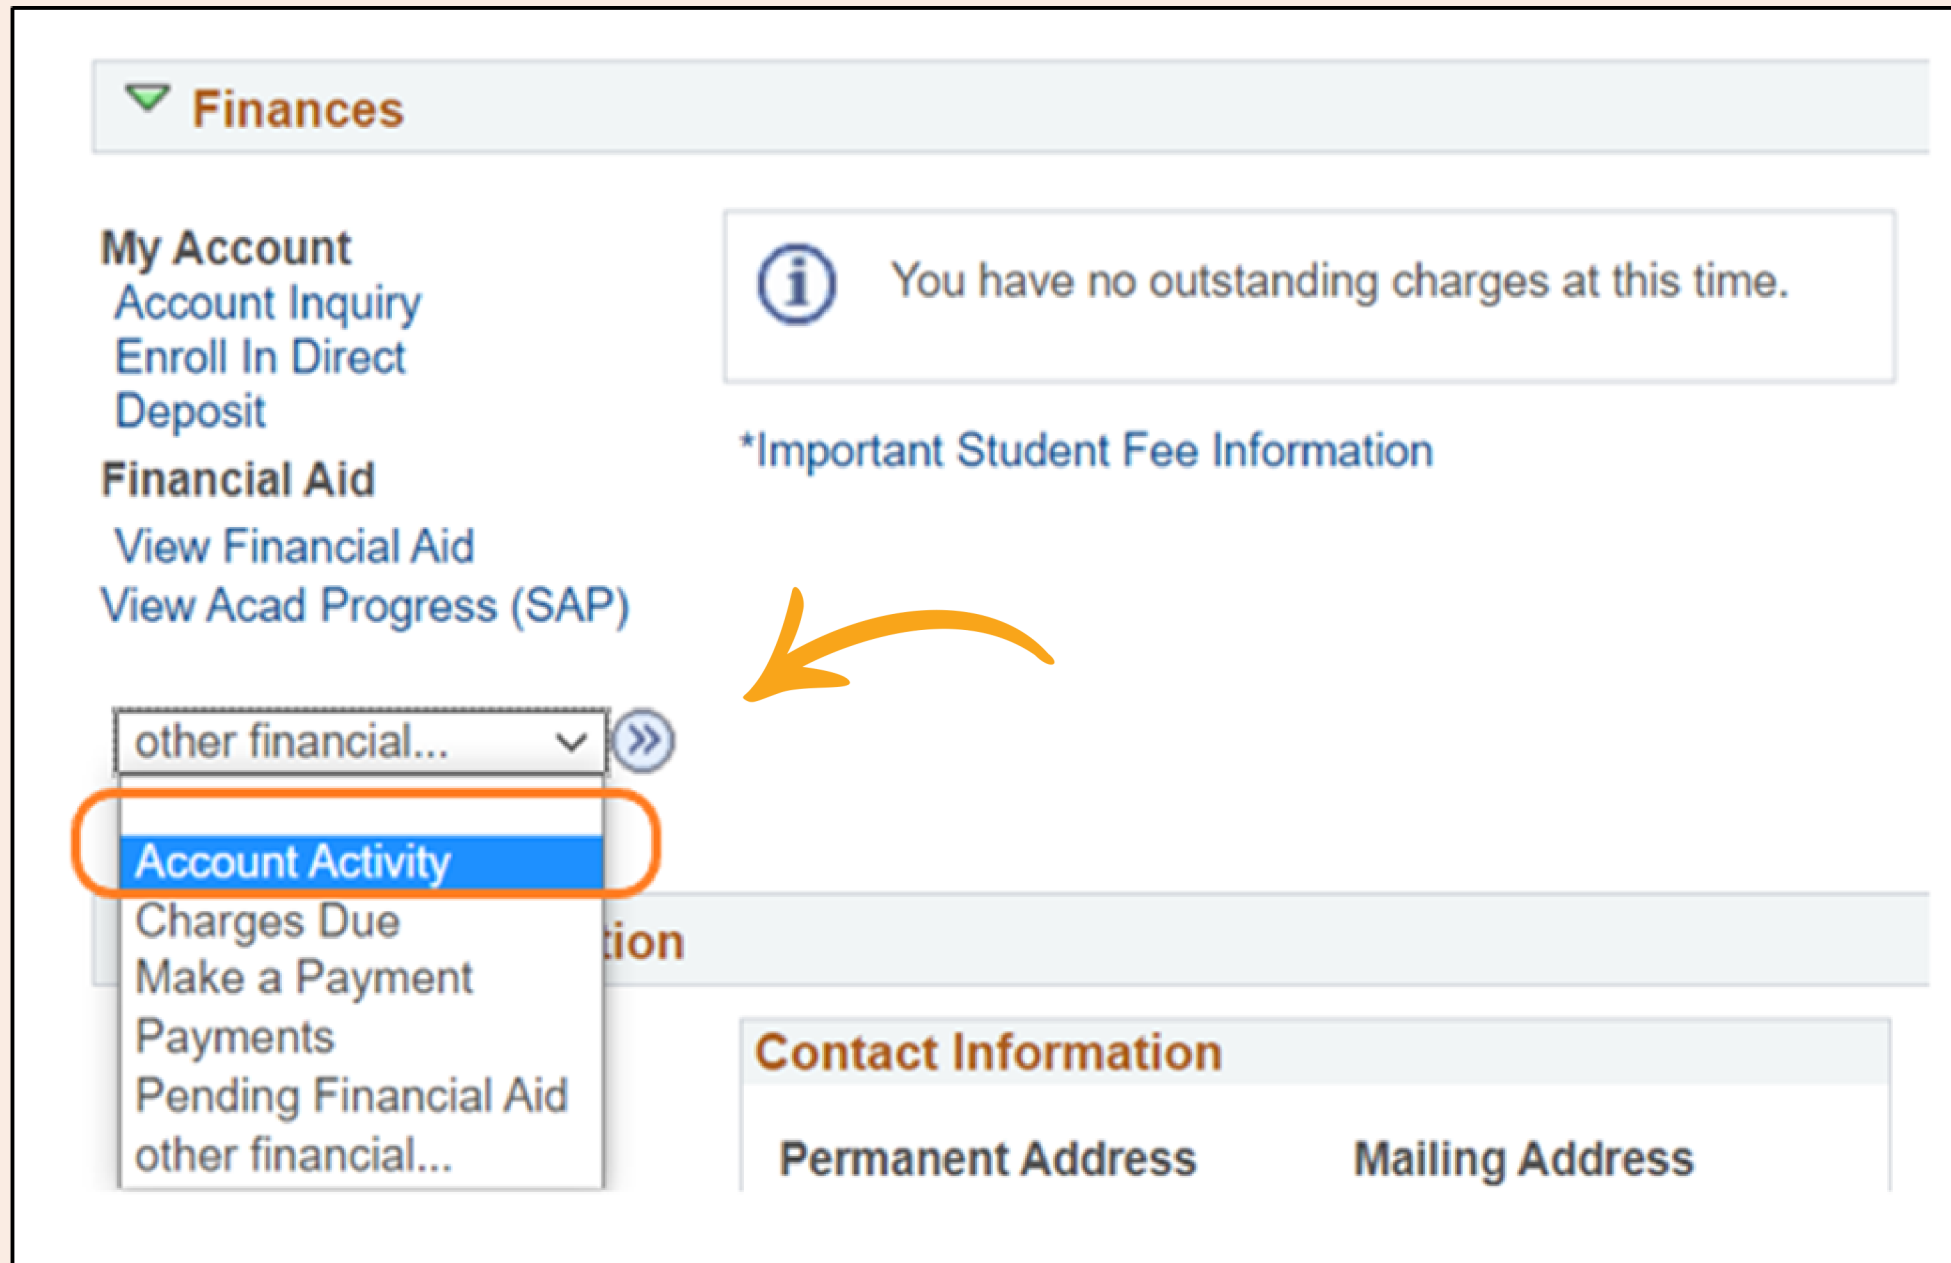 Finances
My Account
Account Inquiry
Enroll In Direct
Deposit
Financial Aid
View Financial Aid
View Acad Progress (SAP)
You have no outstanding charges at this time.
*Important Student Fee Information
other financial...
Account Activity
Charges Due
Make a Payment
Payments
Pending Financial Aid
other financial...
tion
Contact Information
Permanent Address
Mailing Address